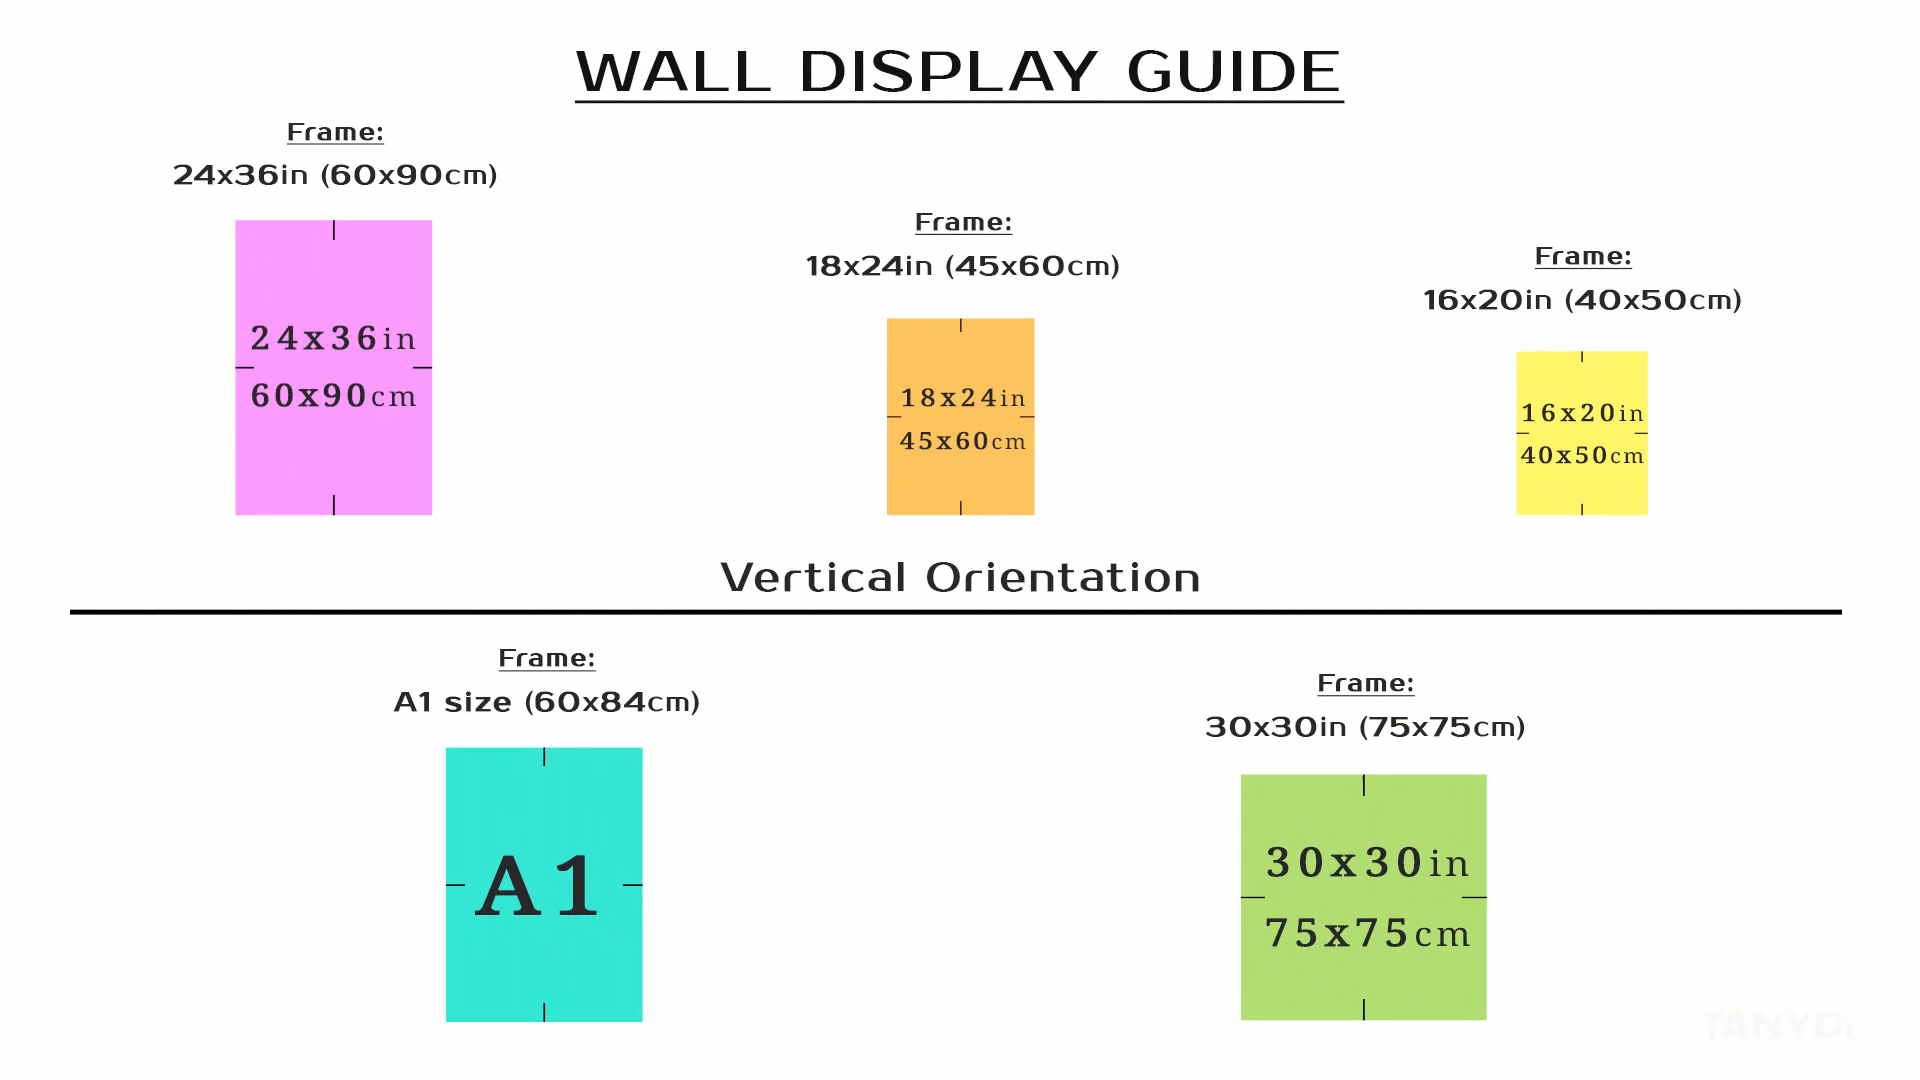 WALL DISPLAY GUIDE
Frame:
24x36in (60x90cm)
24x36in
60x90cm
Frame:
18x24in (45x60cm)
18x24in
45x60cm
Frame:
16x20in (40x50cm)
16x20in
40x50cm
Vertical Orientation
Frame:
A1 size (60x84cm)
A1
Frame:
30x30in (75x75cm)
30x30in
75x75cm